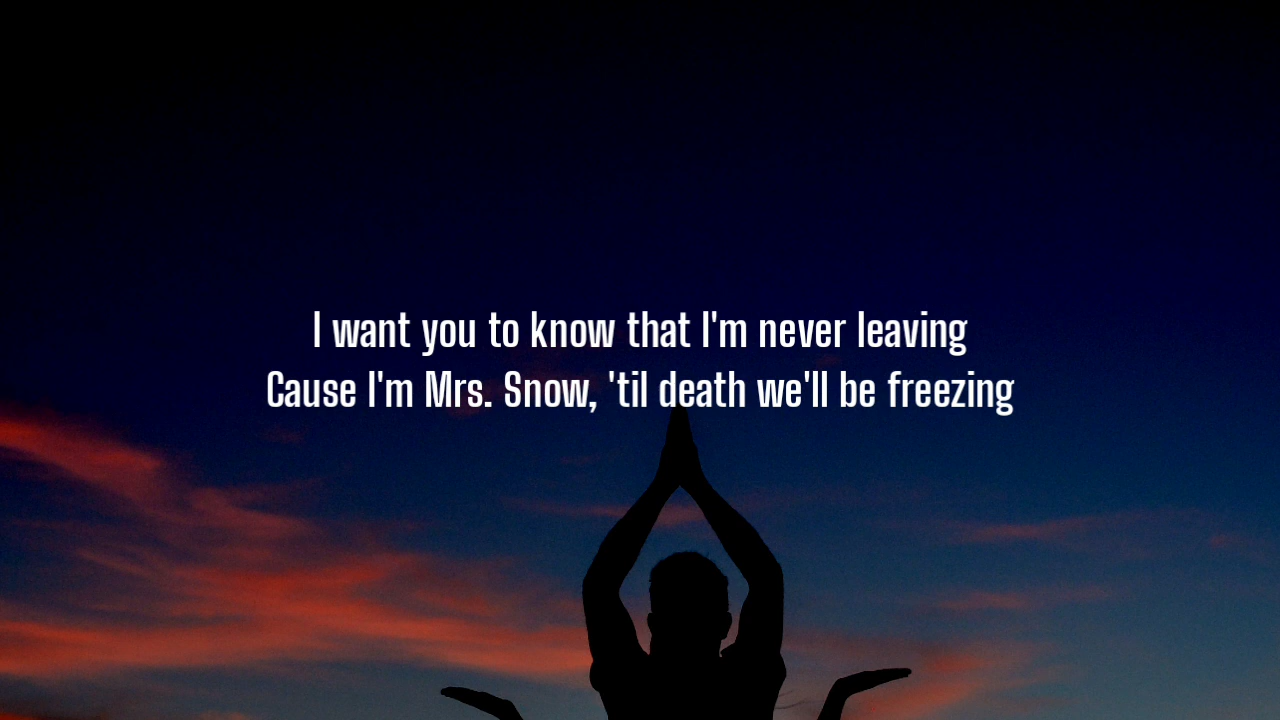 I want you to know that I'm never leaving
Cause I'm Mrs. Snow, 'til death we'll be freezing